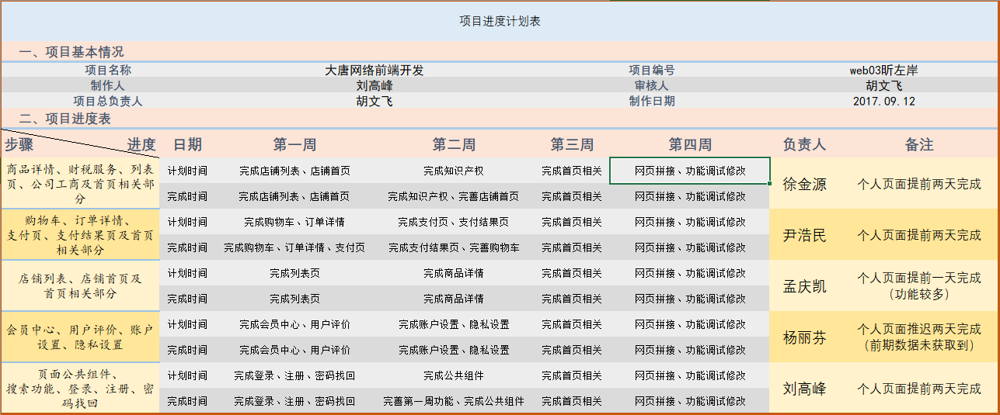 项目进度计划表
一、项目基本情况
项目名称 大唐网络前端开发 项目编号 web03昕左岸
制作人 刘高峰 审核人 胡文飞
项目总负责人 胡文飞 制作日期 2017.09.12
二、项目进度表
步骤 进度 日期 第一周 第二周 第三周 第四周 负责人 备注
商品详情、财税服务、列表
页、公司工商及首页相关部
分
计划时间 完成店铺列表、店铺首页 完成知识产权 完成首页相关 网页拼接、功能调试修改
完成时间 完成店铺列表、店铺首页 完成知识产权、完善店铺首页 完成首页相关 网页拼接、功能调试修改
徐金源 个人页面提前两天完成
购物车、订单详情、
支付页、支付结果页及首页
相关部分
计划时间 完成购物车、订单详情 完成支付页、支付结果页 完成首页相关 网页拼接、功能调试修改
完成时间 完成购物车、订单详情、支付页 完成支付结果页、完善购物车 完成首页相关 网页拼接、功能调试修改
尹浩民 个人页面提前两天完成
店铺列表、店铺首页及
首页相关部分
计划时间 完成列表页 完成商品详情 完成首页相关 网页拼接、功能调试修改
完成时间 完成列表页 完成商品详情 完成首页相关 网页拼接、功能调试修改
孟庆凯 个人页面提前一天完成
（功能较多）
会员中心、用户评价、账户
设置、隐私设置
计划时间 完成会员中心、用户评价 完成账户设置、隐私设置 完成首页相关 网页拼接、功能调试修改
完成时间 完成会员中心、用户评价 完成账户设置、隐私设置 完成首页相关 网页拼接、功能调试修改
杨丽芬 个人页面推迟两天完成
（前期数据未获取到）
页面公共组件、
搜索功能、登录、注册、密
码找回
计划时间 完成登录、注册、密码找回 完成公共组件 完成首页相关 网页拼接、功能调试修改
完成时间 完成登录、注册、密码找回 完善第一周功能、完成公共组件 完成首页相关 网页拼接、功能调试修改
刘高峰 个人页面提前两天完成